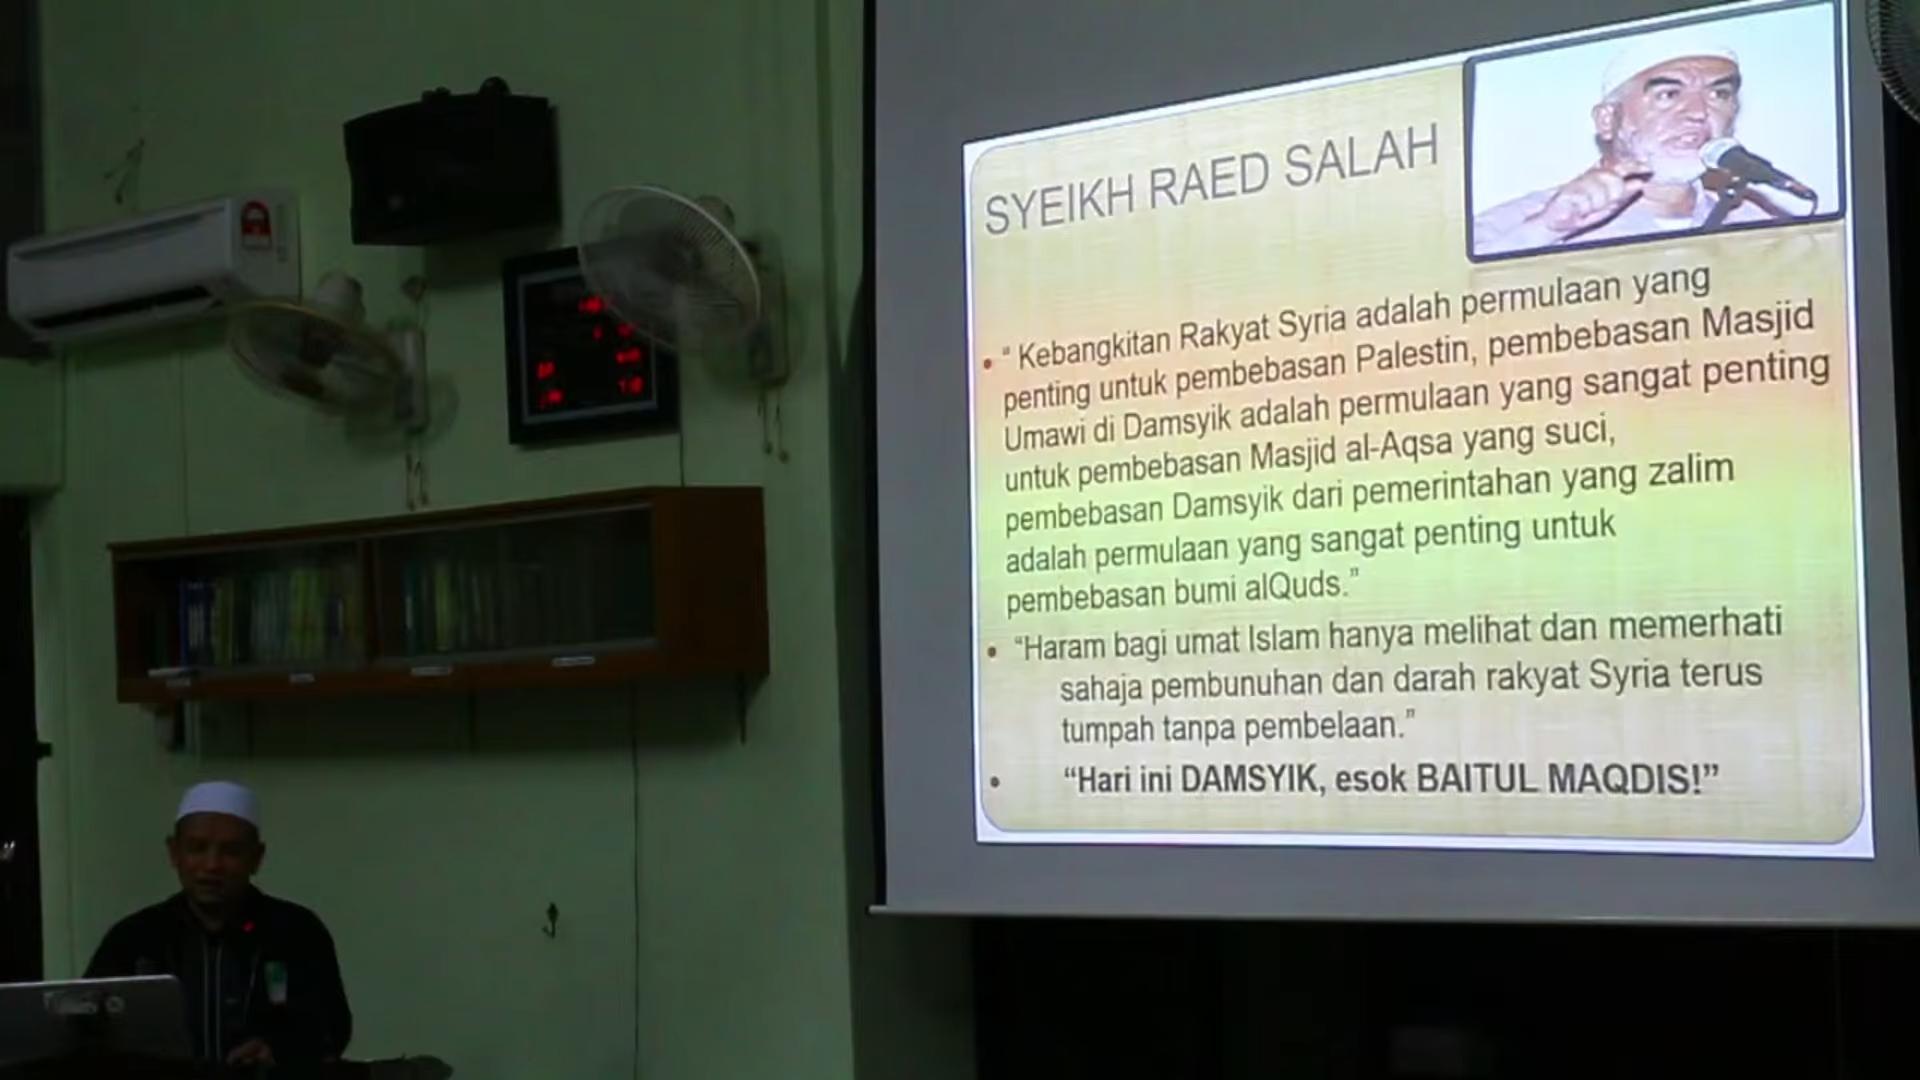 SYEIKH RAED SALAH
• “ Kebangkitan Rakyat Syria adalah permulaan yang
penting untuk pembebasan Palestin, pembebasan Masjid
Umawi di Damsyik adalah permulaan yang sangat penting
untuk pembebasan Masjid al-Aqsa yang suci,
pembebasan Damsyik dari pemerintahan yang zalim
adalah permulaan yang sangat penting untuk
pembebasan bumi alQuds.”
• “Haram bagi umat Islam hanya melihat dan memerhati
sahaja pembunuhan dan darah rakyat Syria terus
tumpah tanpa pembelaan.”
• “Hari ini DAMSYIK, esok BAITUL MAQDIS!”